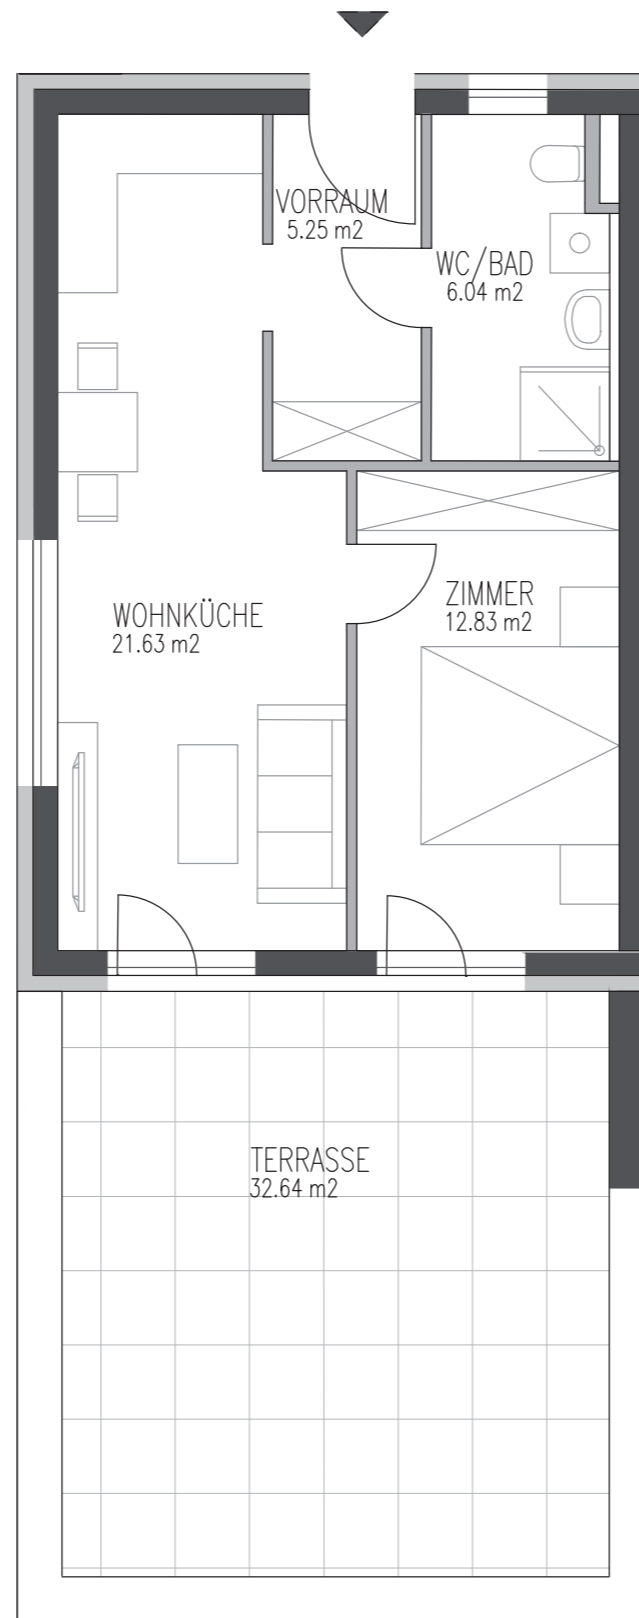 VORRAUM
5.25 m2
WC/BAD
6.04 m2
WOHNKÜCHE
21.63 m2
ZIMMER
12.83 m2
TERRASSE
32.64 m2